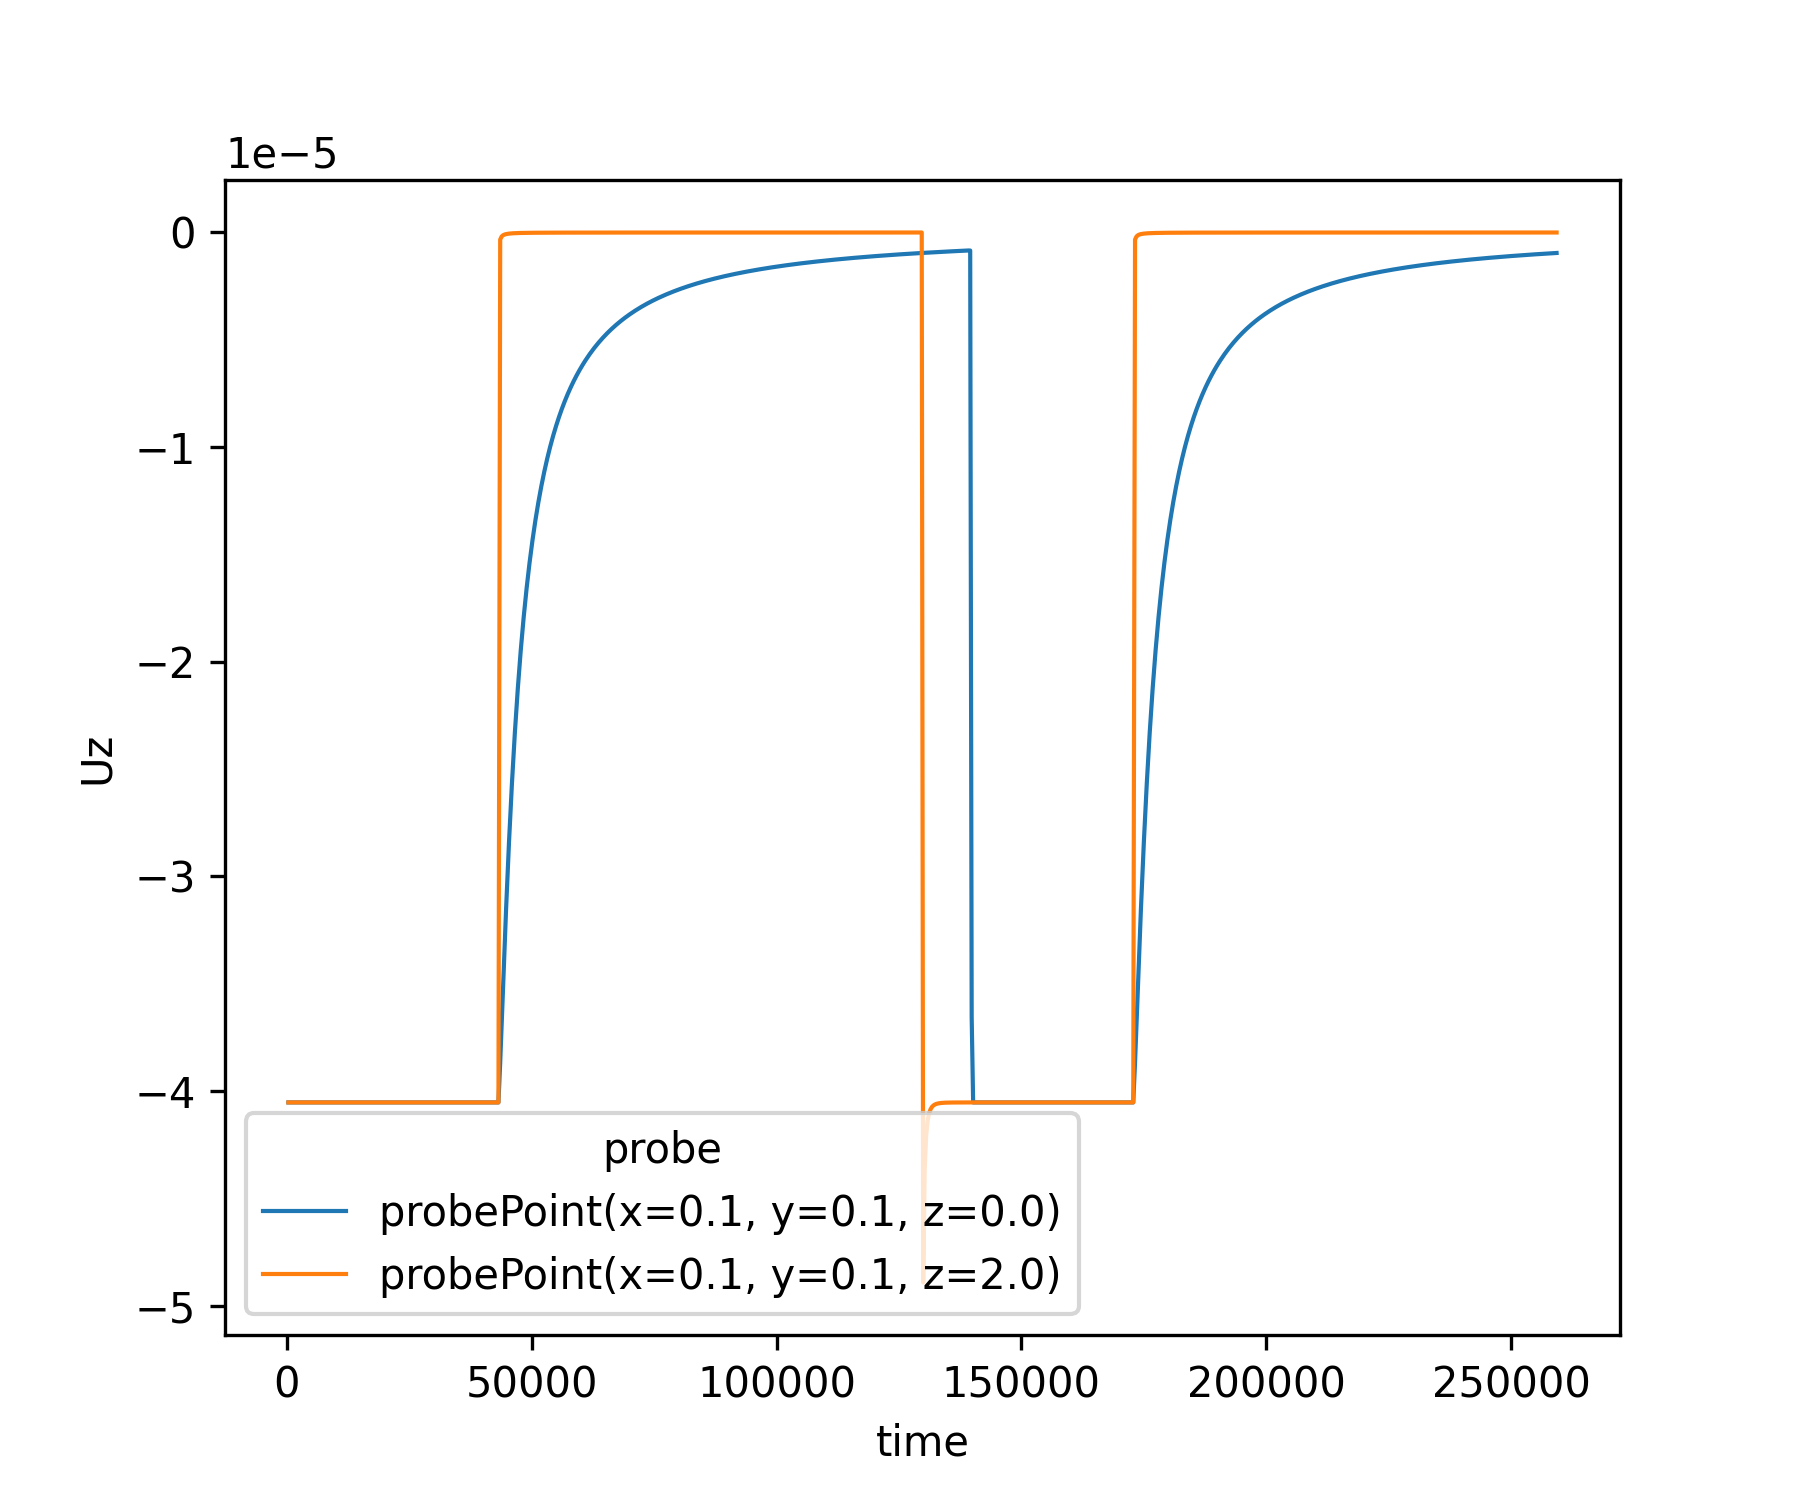 1e−5
0
−1
−2
−3
−4
−5
Uz
probe
probePoint(x=0.1, y=0.1, z=0.0)
probePoint(x=0.1, y=0.1, z=2.0)
0 50000 100000 150000 200000 250000
time